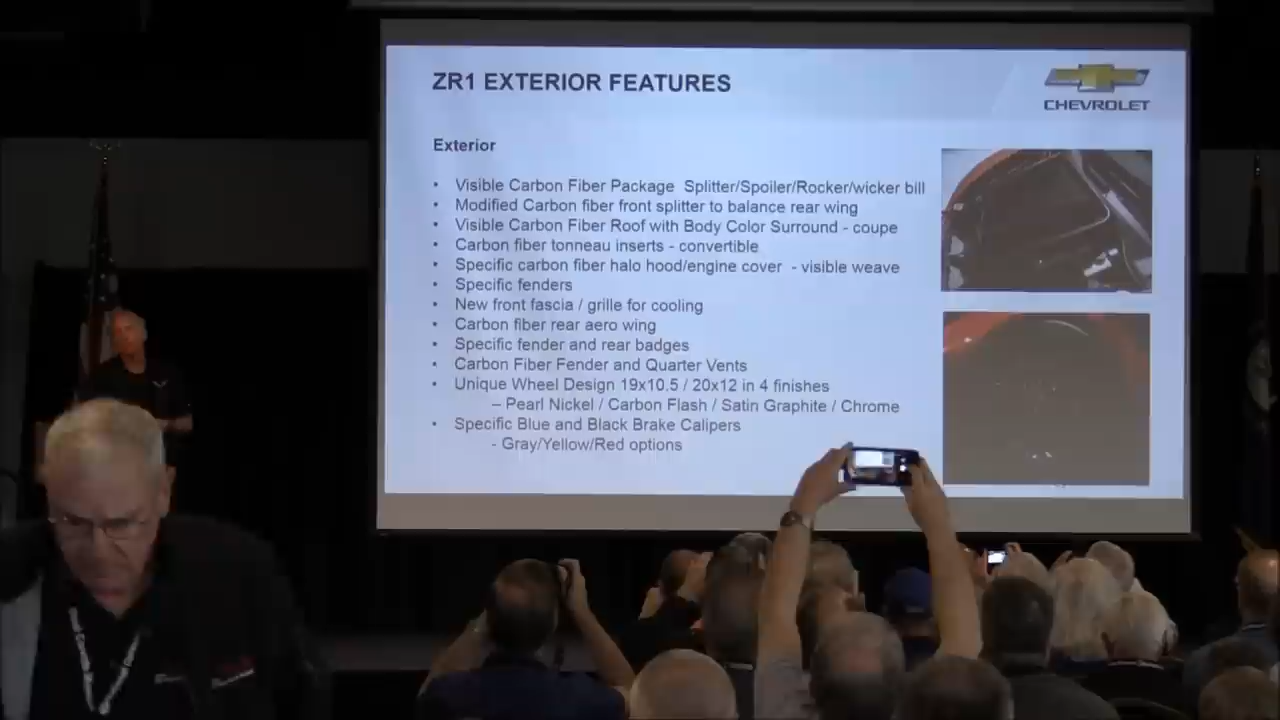 ZR1 EXTERIOR FEATURES
CHEVROLET
Exterior
• Visible Carbon Fiber Package Splitter/Spoiler/Rocker/wicker bill
• Modified Carbon fiber front splitter to balance rear wing
• Visible Carbon Fiber Roof with Body Color Surround - coupe
• Carbon fiber tonneau inserts - convertible
• Specific carbon fiber halo hood/engine cover - visible weave
• Specific fenders
• New front fascia / grille for cooling
• Carbon fiber rear aero wing
• Specific fender and rear badges
• Carbon Fiber Fender and Quarter Vents
• Unique Wheel Design 19x10.5 / 20x12 in 4 finishes
– Pearl Nickel / Carbon Flash / Satin Graphite / Chrome
• Specific Blue and Black Brake Calipers
- Gray/Yellow/Red options